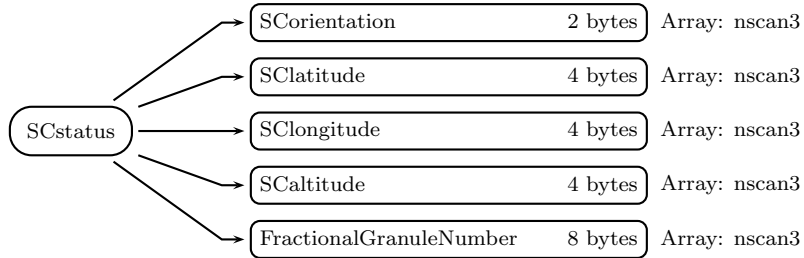 SCorientation 2 bytes Array: nscan3
SClatitude 4 bytes Array: nscan3
SCstatus
SClongitude 4 bytes Array: nscan3
SCaltitude 4 bytes Array: nscan3
FractionalGranuleNumber 8 bytes Array: nscan3